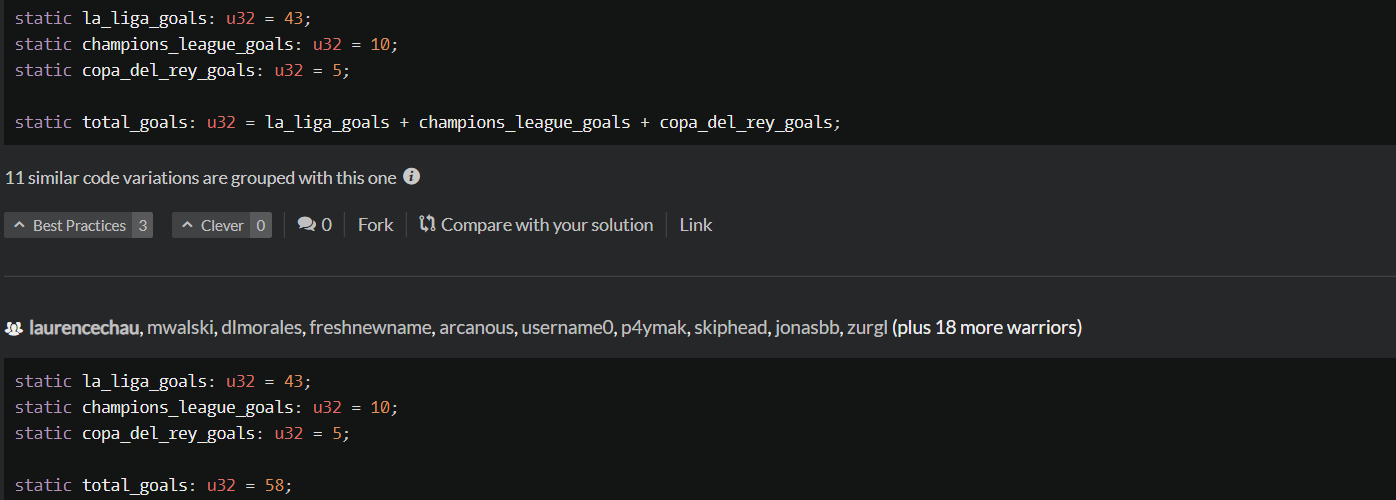 static la_liga_goals: u32 = 43;
static champions_league_goals: u32 = 10;
static copa_del_rey_goals: u32 = 5;
static total_goals: u32 = la_liga_goals + champions_league_goals + copa_del_rey_goals;
11 similar code variations are grouped with this one
Best Practices 3 Clever 0 0 Fork Compare with your solution Link
laurencechau, mwalski, dlmorales, freshnewname, arcanous, username0, p4ymak, skiphead, jonasbb, zurgl (plus 18 more warriors)
static la_liga_goals: u32 = 43;
static champions_league_goals: u32 = 10;
static copa_del_rey_goals: u32 = 5;
static total_goals: u32 = 58;